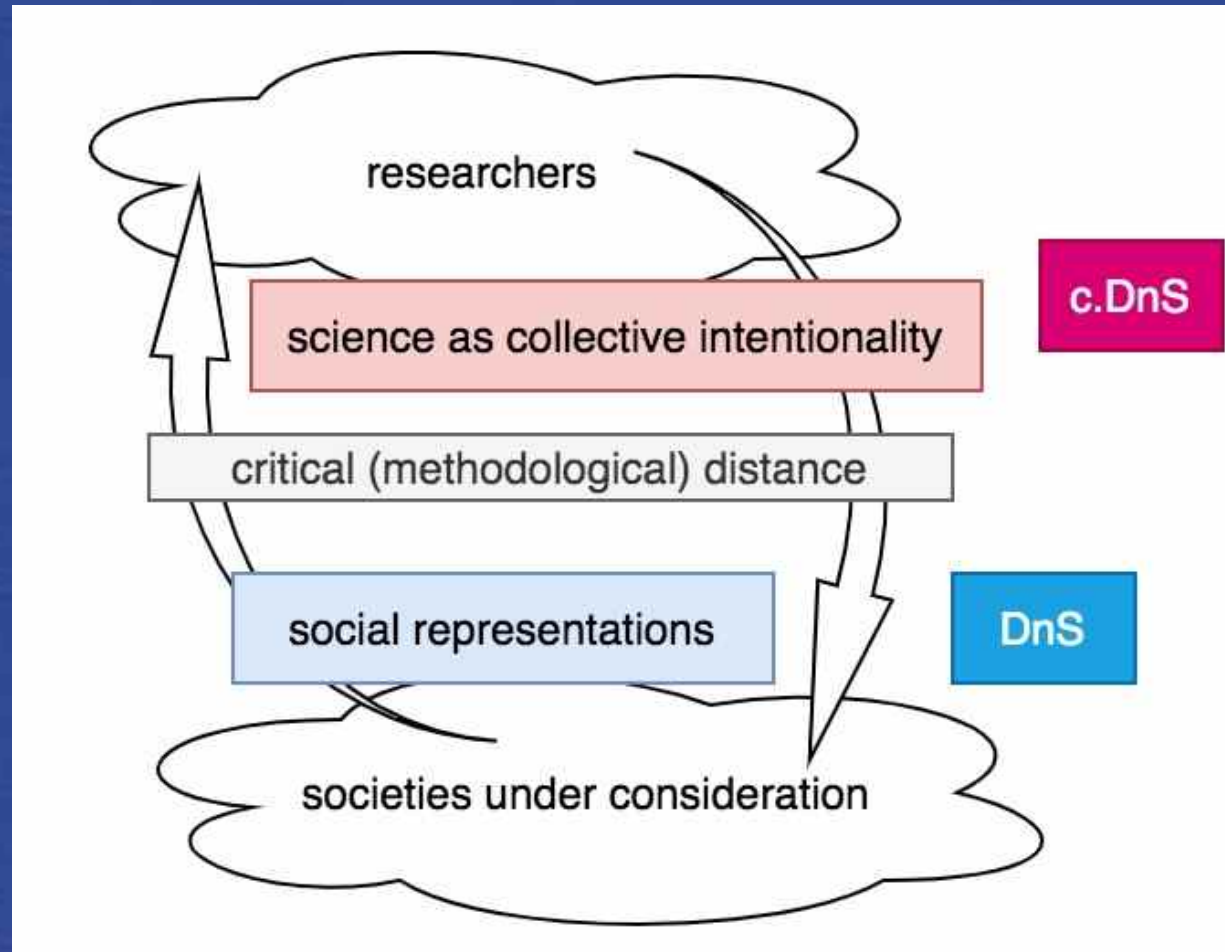 researchers
c.DnS
science as collective intentionality
critical (methodological) distance
social representations
DnS
societies under consideration